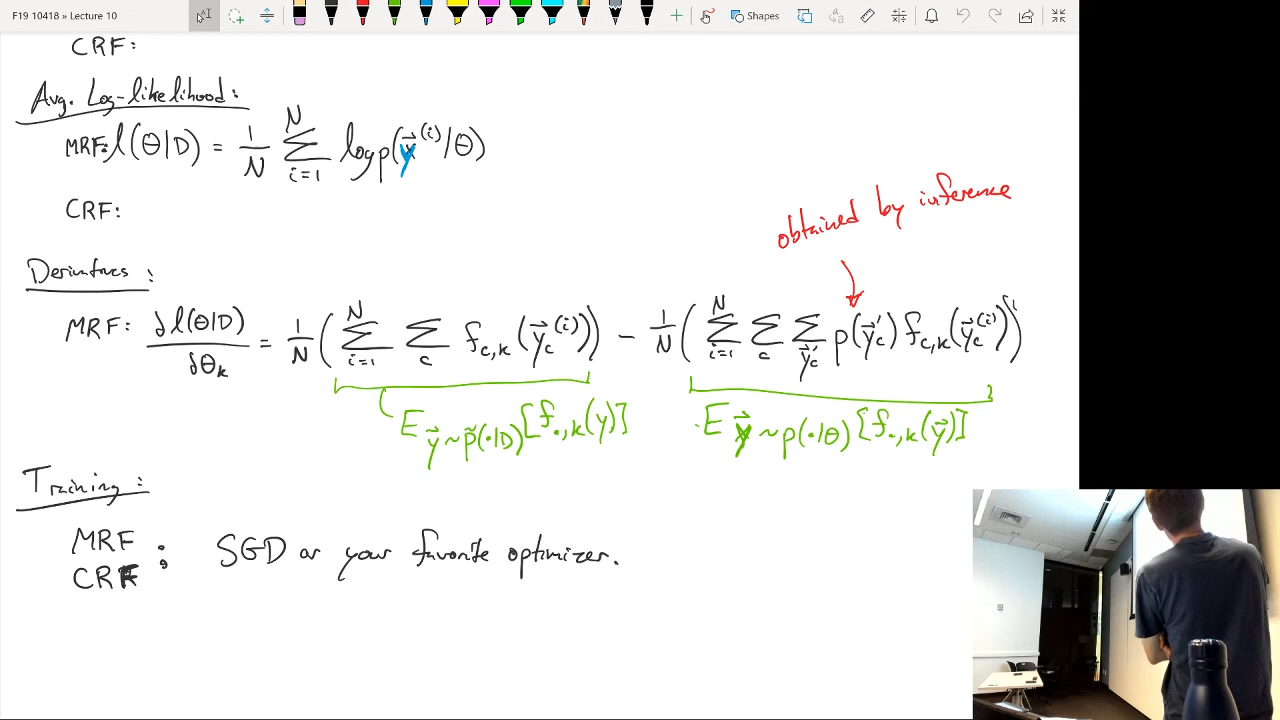 F19 10418 » Lecture 10
Shapes
CRF:
Avg. Log-likelihood:
MRF: l(θ|D) = 1/N Σ_{i=1}^{N} log p(y⃗^(i)|θ)
CRF:
obtained by inference
Derivatives:
MRF: ∂l(θ|D)/∂θ_k = 1/N (Σ_{i=1}^{N} Σ_c f_{c,k}(y⃗_c^(i))) − 1/N (Σ_{i=1}^{N} Σ_c Σ_{y⃗'_c} p(y⃗'_c) f_{c,k}(y⃗_c^(i)))
E_{y⃗~p̃(·|D)}[f_{·,k}(y)] E_{y⃗~p(·|θ)}[f_{·,k}(y⃗)]
Training:
MRF:
CRF: SGD or your favorite optimizer.